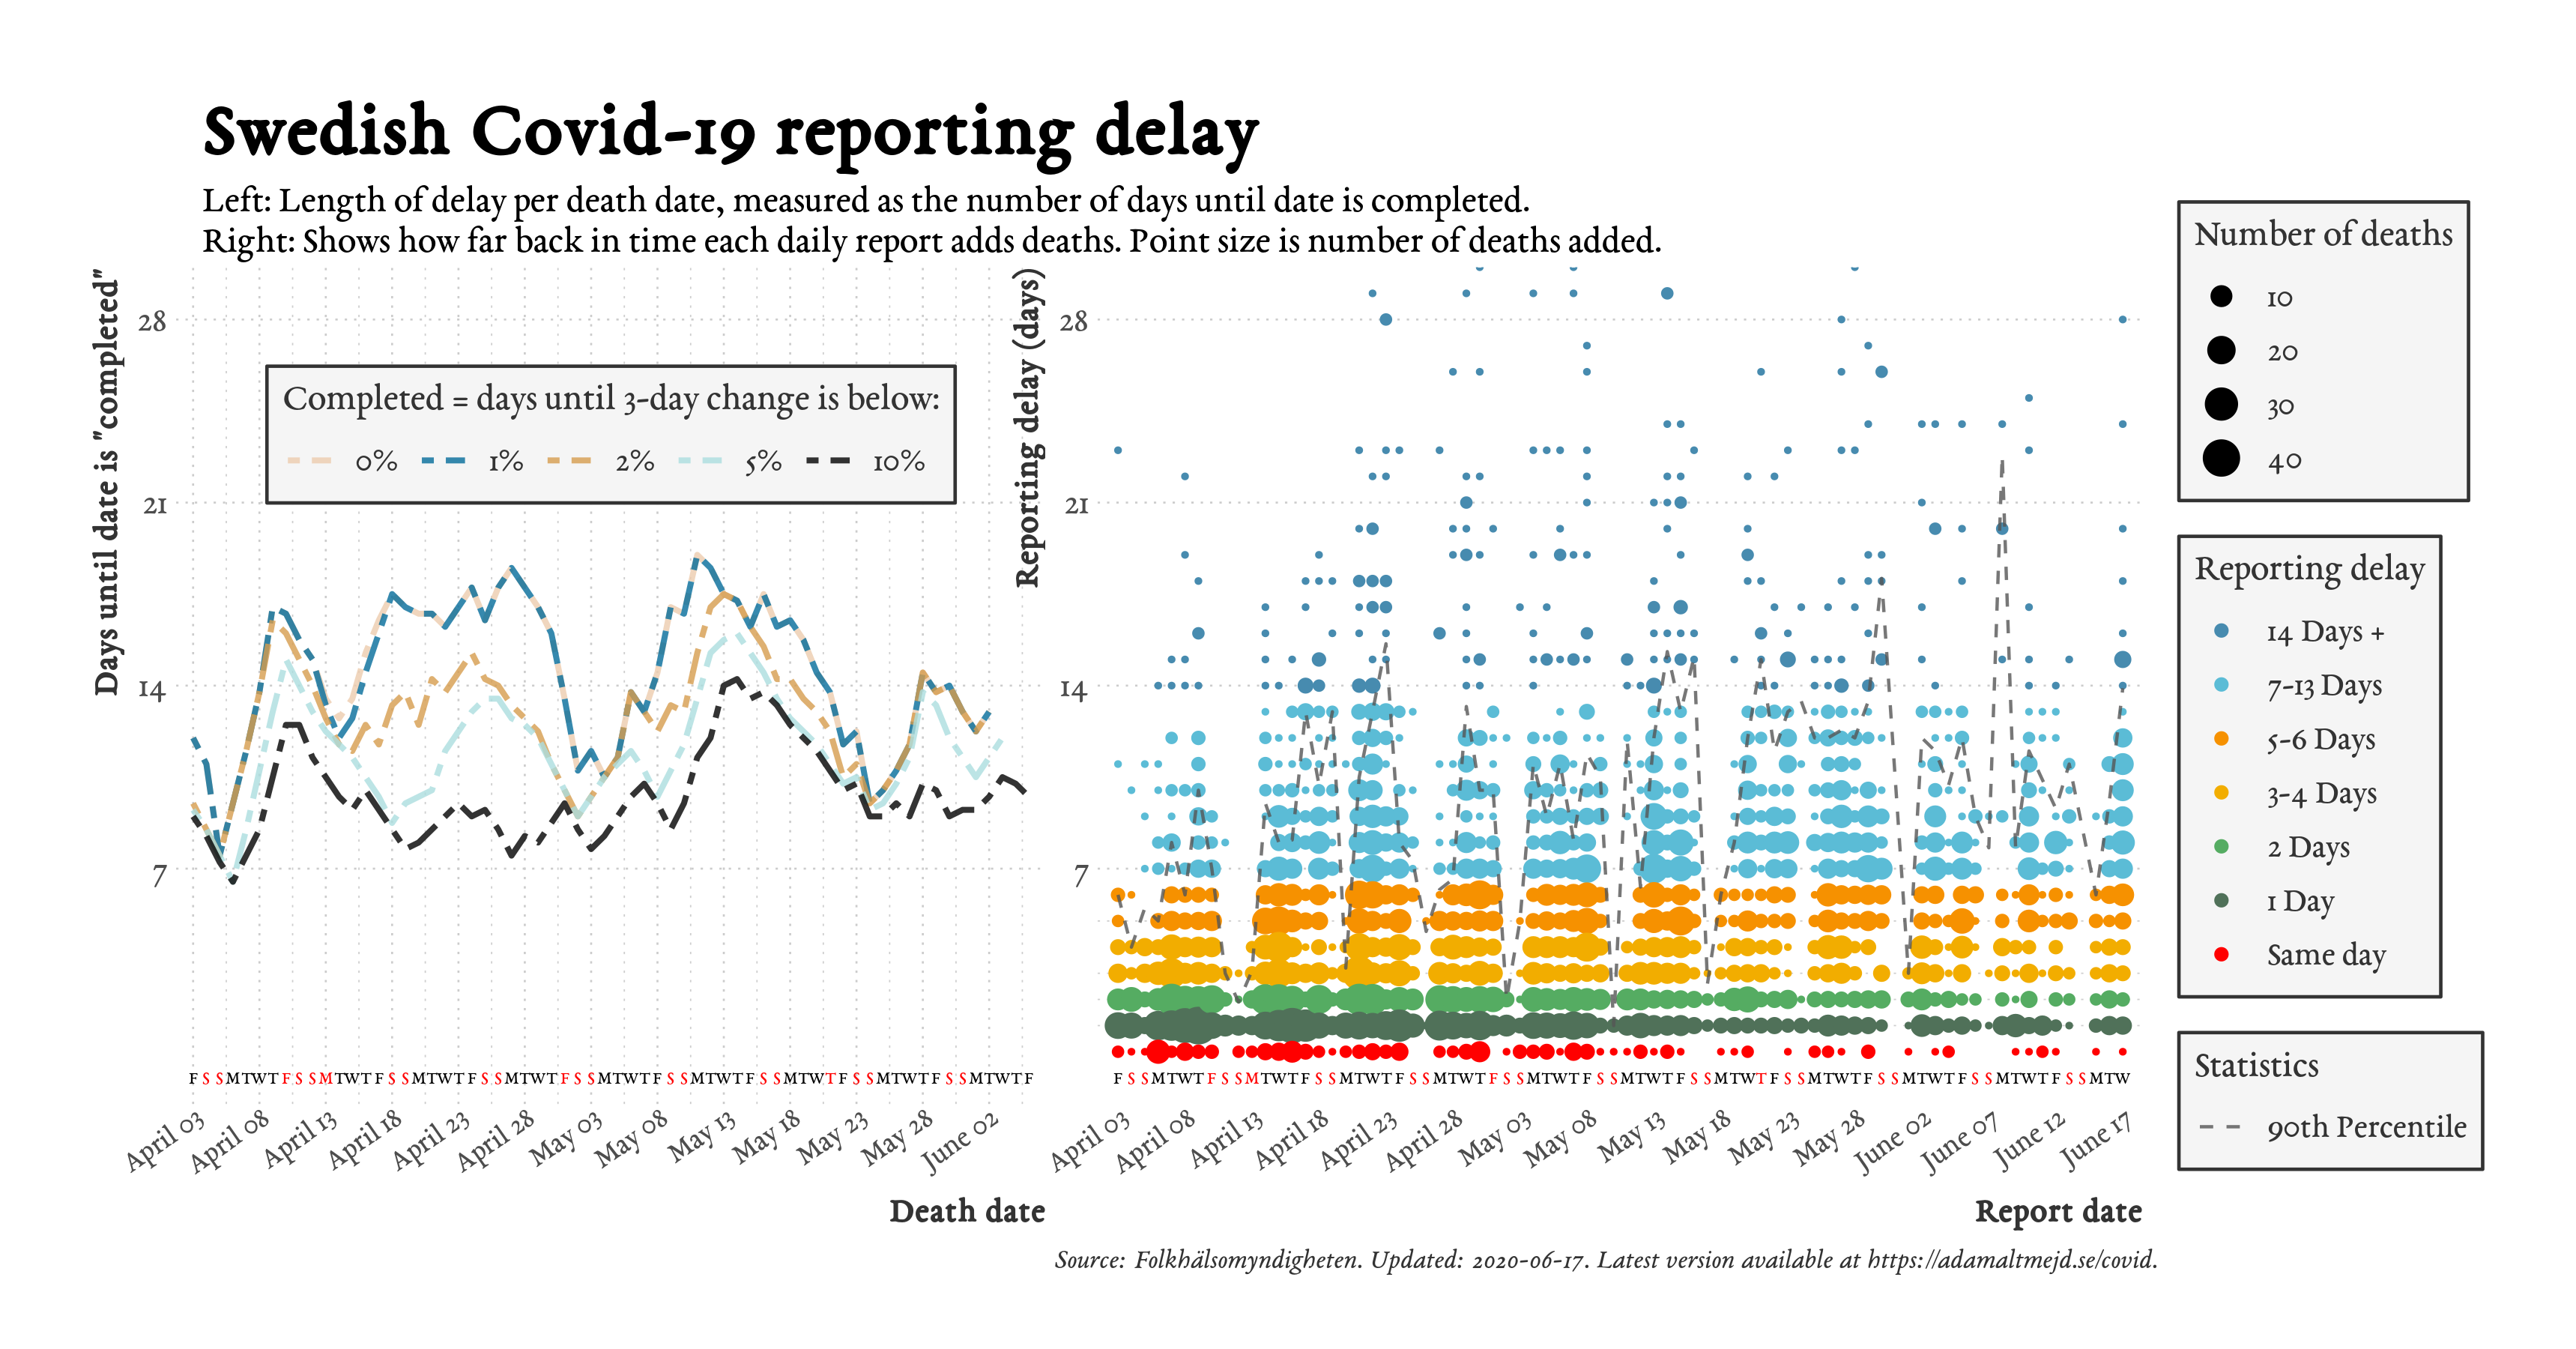 Swedish Covid-19 reporting delay
Left: Length of delay per death date, measured as the number of days until date is completed.
Right: Shows how far back in time each daily report adds deaths. Point size is number of deaths added.
Days until date is "completed"
28
21
14
7
Completed = days until 3-day change is below:
0% 1% 2% 5% 10%
F S S M T W T F S S M T W T F S S M T W T F S S M T W T F S S M T W T F S S M T W T F S S M T W T F S S M T W T F S S M T W T F
April 03 April 08 April 13 April 18 April 23 April 28 May 03 May 08 May 13 May 18 May 23 May 28 June 02
Death date
Reporting delay (days)
28
21
14
7
F S S M T W T F S S M T W T F S S M T W T F S S M T W T F S S M T W T F S S M T W T F S S M T W T F S S M T W T F S S M T W T F S S M T W T F S S M T W
April 03 April 08 April 13 April 18 April 23 April 28 May 03 May 08 May 13 May 18 May 23 May 28 June 02 June 07 June 12 June 17
Report date
Number of deaths
10
20
30
40
Reporting delay
14 Days +
7-13 Days
5-6 Days
3-4 Days
2 Days
1 Day
Same day
Statistics
90th Percentile
Source: Folkhälsomyndigheten. Updated: 2020-06-17. Latest version available at https://adamaltmejd.se/covid.